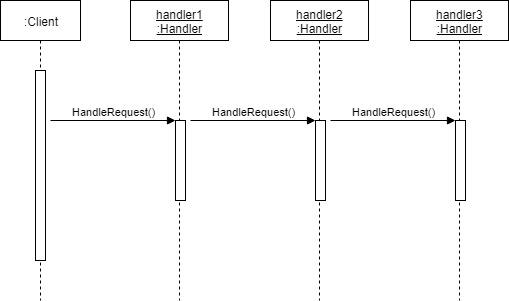 :Client
handler1
:Handler
handler2
:Handler
handler3
:Handler
HandleRequest()
HandleRequest()
HandleRequest()